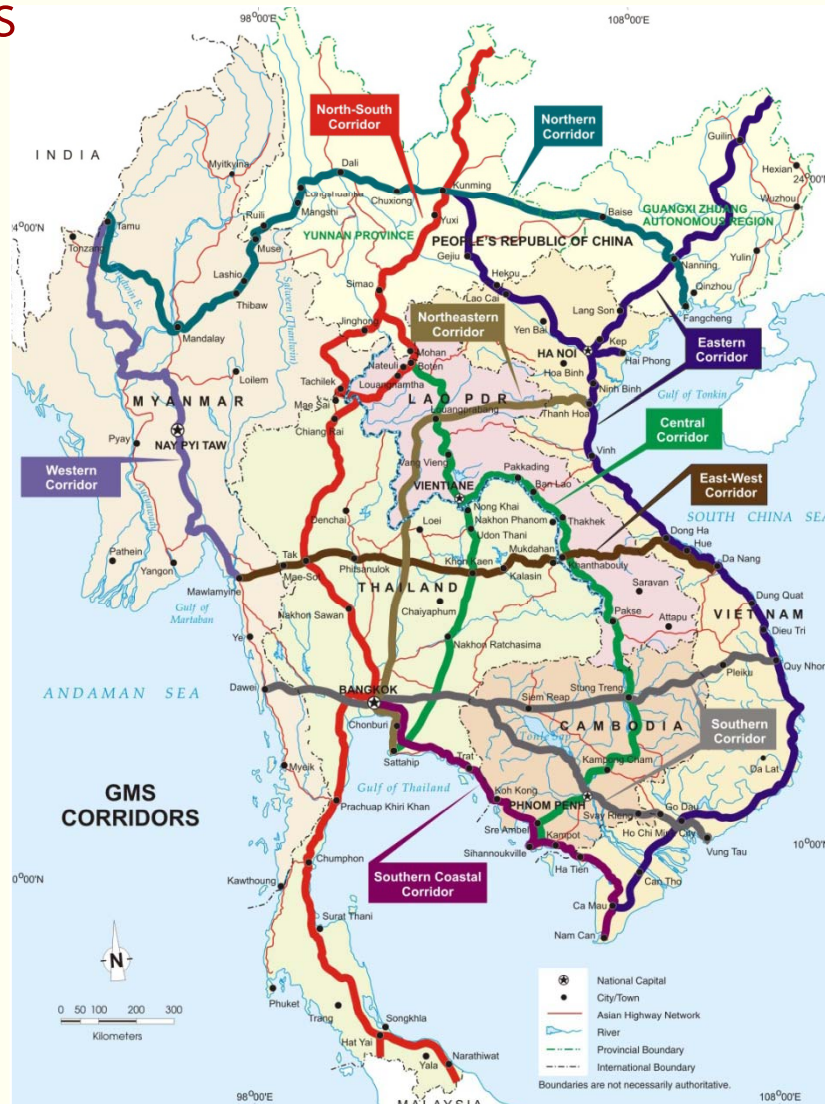 S
98°00'E
108°00'E
North-South
Corridor
Northern
Corridor
INDIA
Myitkyina
Dali
Guilin
Hexian
Wuzhou
24°00'N
Kunming
Chuxiong
Mangshi
Ruili
Muse
Yuxi
Baise
GUANGXI ZHUANG
AUTONOMOUS REGION
Tamu
Tonzang
YUNNAN PROVINCE
PEOPLE'S REPUBLIC OF CHINA
Gejiu
Nanning
Yulin
Qinzhou
Fangcheng
Hekou
Lao Cai
Lang Son
Lashio
Thibaw
Salween (Thanlwin)
Simao
Mandalay
Jinghong
Northeastern
Corridor
Yen Bai
Kep
HA NOI
Hai Phong
Eastern
Corridor
Mohan
Boten
Nateuli
Louangnamtha
Hoa Binh
Ninh Binh
Gulf of Tonkin
Loilem
Tachilek
Mae Sai
LAO PDR
Louangprabang
Thanh Hoa
MYANMAR
NAY PYI TAW
Pyay
Chiang Rai
Central
Corridor
Vang Vieng
Vinh
Western
Corridor
VIENTIANE
Pakkading
Ban Lao
East-West
Corridor
Nong Khai
Nakhon Phanom
Thakhek
SOUTH CHINA SEA
Denchai
Loei
Udon Thani
Dong Ha
Hue
Pathein
Yangon
Tak
Mae-Sot
Phitsanulok
Khon Kaen
Mukdahan
Khanthabouty
Da Nang
Mawlamyine
Kalasin
THAILAND
Saravan
Gulf of
Martaban
Nakhon Sawan
Chaiyaphum
Pakse
Attapu
Dung Quat
VIET NAM
Dieu Tri
Ye
Nakhon Ratchasima
Pleiku
Quy Nhon
ANDAMAN SEA
Dawei
BANGKOK
Siem Reap
Stung Treng
Chonburi
Tonle Sap
CAMBODIA
Southern
Corridor
Sattahip
Trat
Kampong Cham
Da Lat
Myeik
Gulf of Thailand
Koh Kong
PHNOM PENH
GMS
CORRIDORS
Prachuap Khiri Khan
Svay Rieng
Go Dau
Sre Ambel
Kampot
Ho Chi Minh City
Vung Tau
Sihannoukville
Ha Tien
10°00'N
Chumphon
Southern Coastal
Corridor
Can Tho
Kawthoung
Ca Mau
Surat Thani
Nam Can
N
National Capital
City/Town
Asian Highway Network
River
Provincial Boundary
International Boundary
Boundaries are not necessarily authoritative.
0 50 100 200 300
Kilometers
Phuket
Trang
Songkhla
Hat Yai
Yala
Narathiwat
98°00'E
MALAYSIA
108°00'E